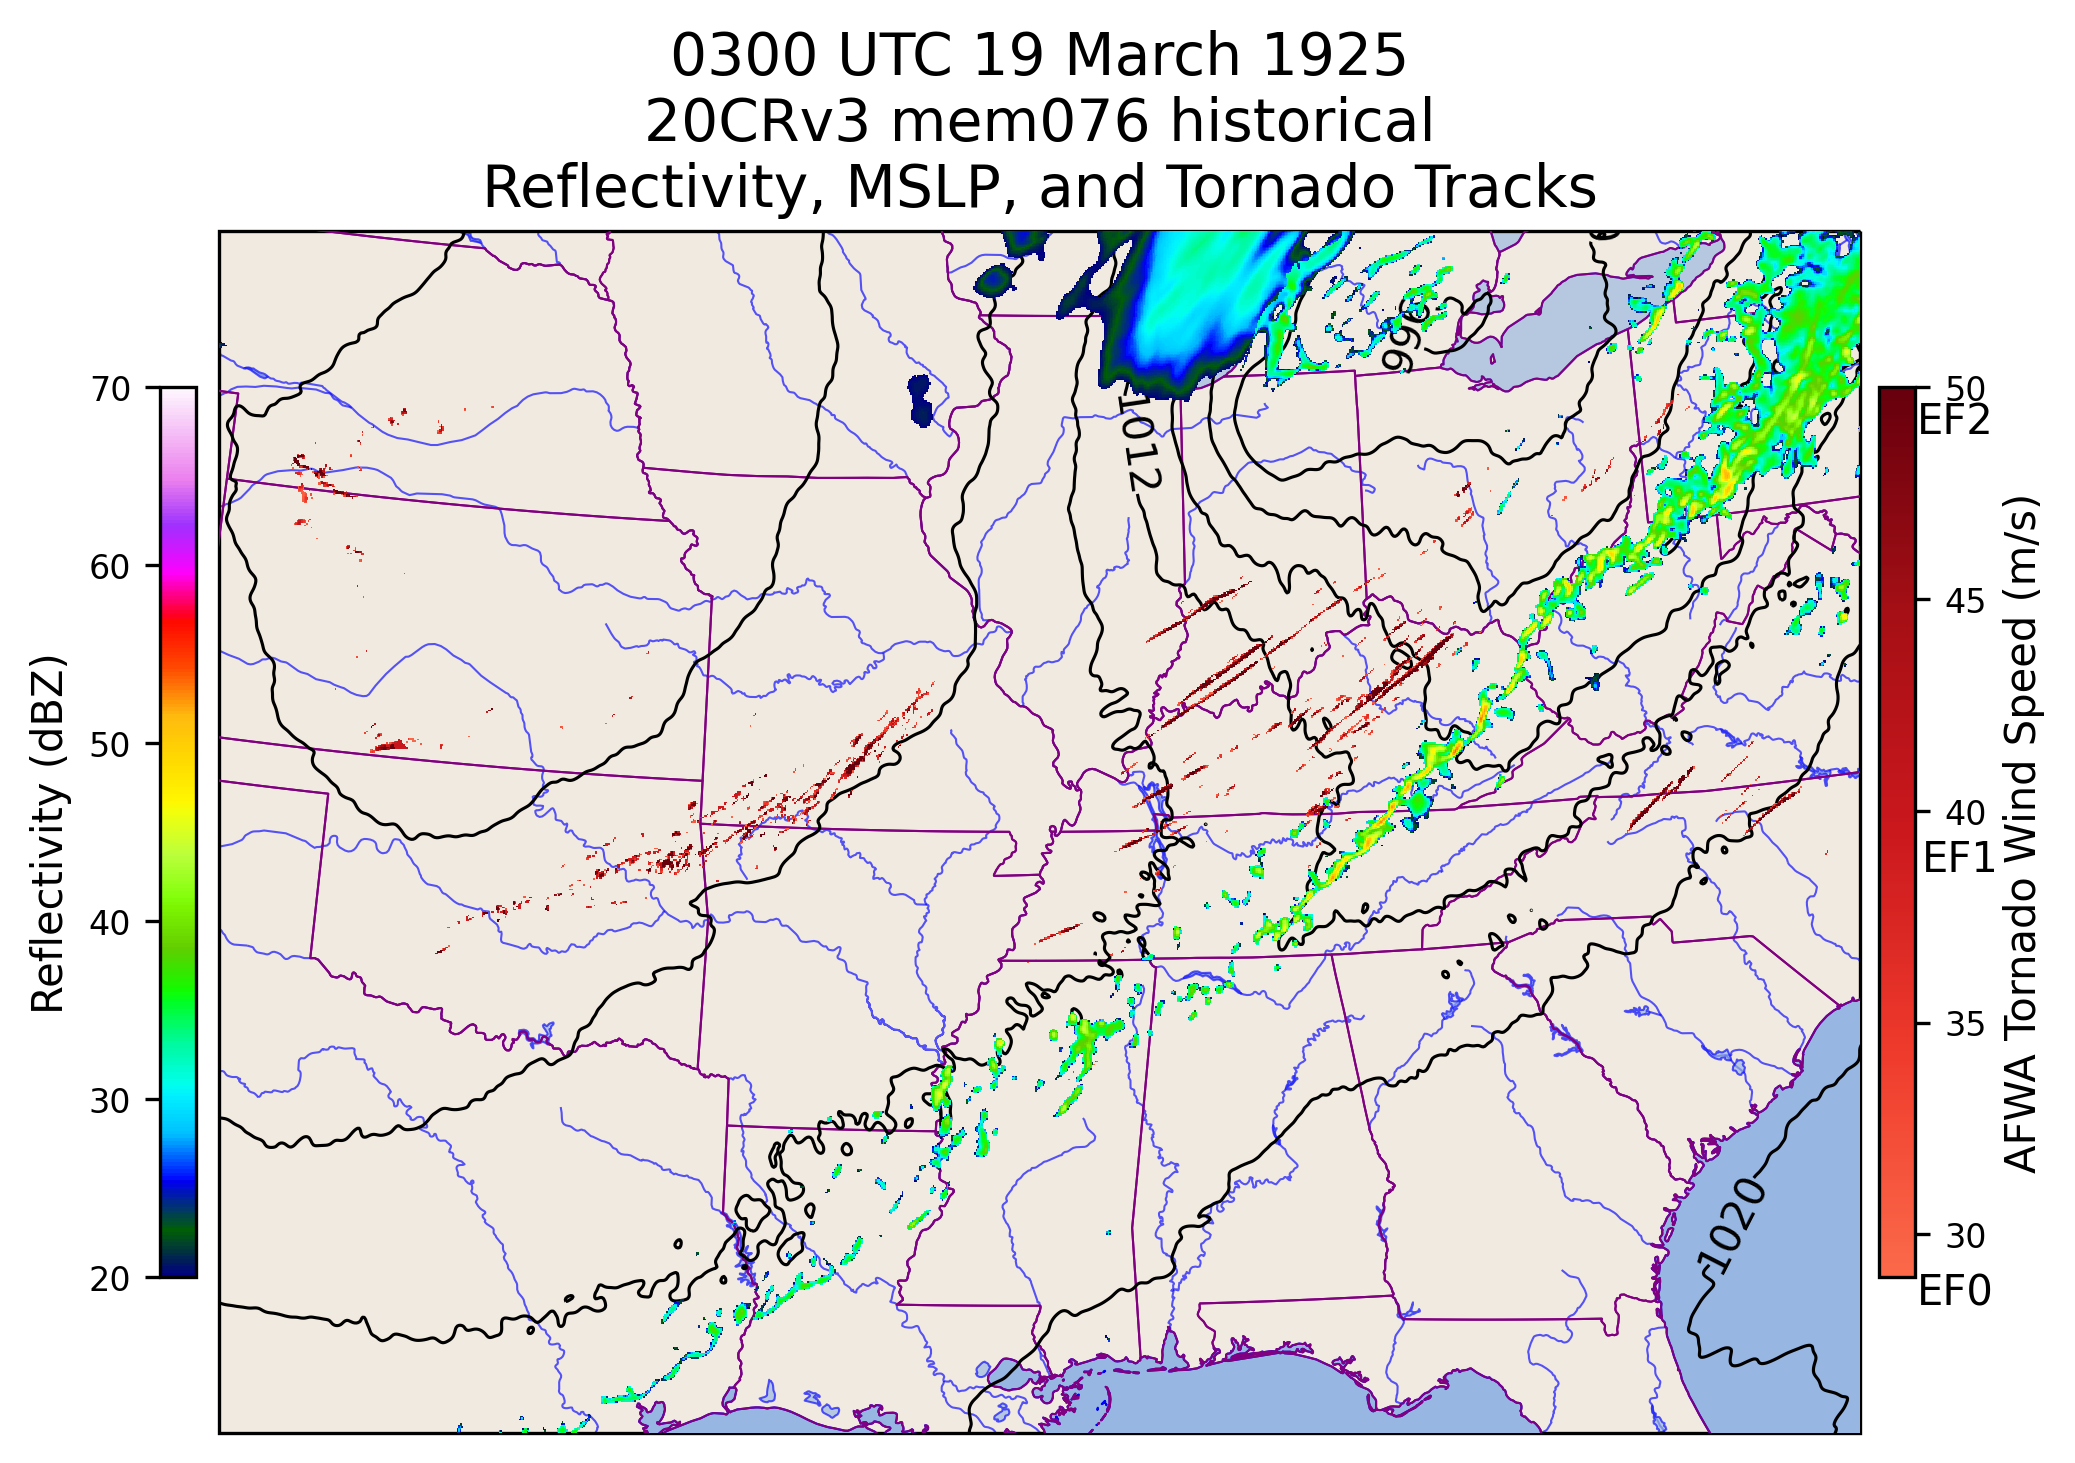 0300 UTC 19 March 1925
20CRv3 mem076 historical
Reflectivity, MSLP, and Tornado Tracks
70
60
50
40
30
20
Reflectivity (dBZ)
996
1012
1020
50
EF2
45
40
EF1
35
30
EF0
AFWA Tornado Wind Speed (m/s)